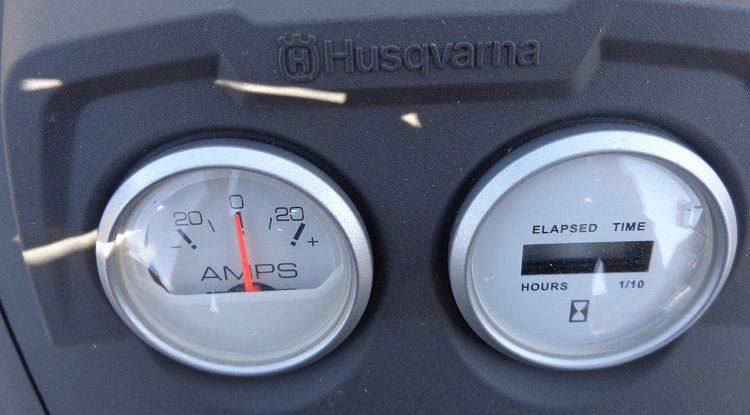 Husqvarna
20 0 20
- +
AMPS
ELAPSED TIME
HOURS 1/10